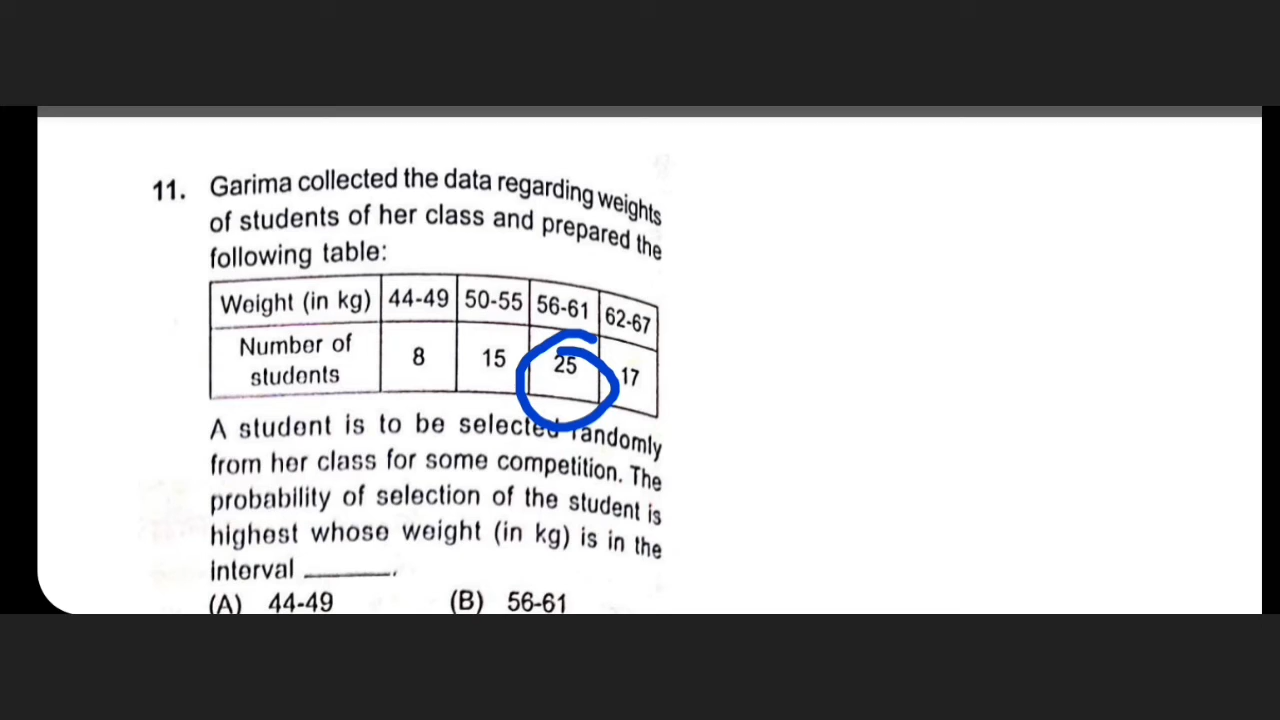 11. Garima collected the data regarding weights
of students of her class and prepared the
following table:
Weight (in kg) 44-49 50-55 56-61 62-67
Number of students 8 15 25 17
A student is to be selected randomly
from her class for some competition. The
probability of selection of the student is
highest whose weight (in kg) is in the
interval ________.
(A) 44-49 (B) 56-61